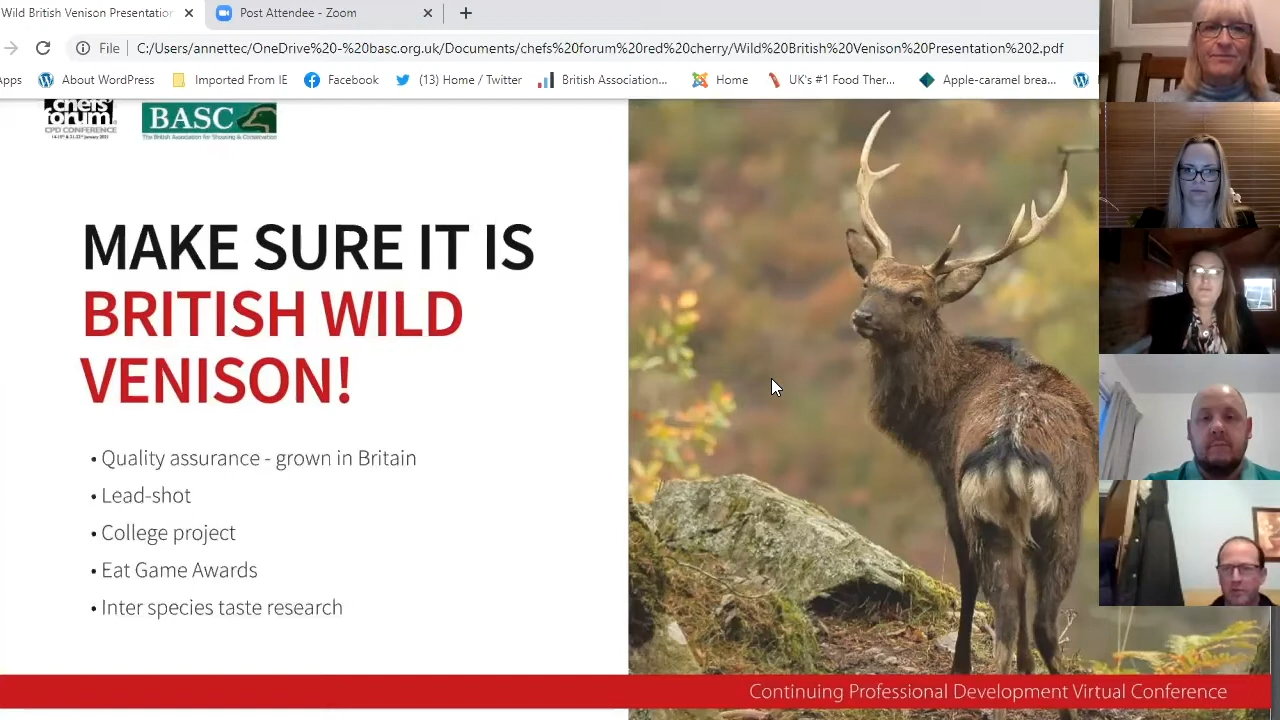 Wild British Venison Presentation
Post Attendee - Zoom
File
C:/Users/annettec/OneDrive%20-%20basc.org.uk/Documents/chefs%20forum%20red%20cherry/Wild%20British%20Venison%20Presentation%202.pdf
pps
About WordPress
Imported From IE
Facebook
(13) Home / Twitter
British Association...
Home
UK's #1 Food Ther...
Apple-caramel brea...
chefs'
forum
CPD CONFERENCE
BASC
The British Association for Shooting & Conservation
MAKE SURE IT IS
BRITISH WILD
VENISON!
• Quality assurance - grown in Britain
• Lead-shot
• College project
• Eat Game Awards
• Inter species taste research
Continuing Professional Development Virtual Conference